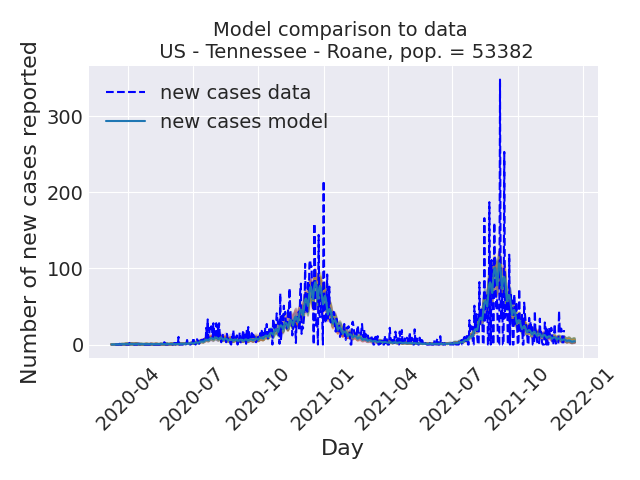 Model comparison to data
US - Tennessee - Roane, pop. = 53382
new cases data
new cases model
Number of new cases reported
300
200
100
0
2020-04
2020-07
2020-10
2021-01
2021-04
2021-07
2021-10
2022-01
Day